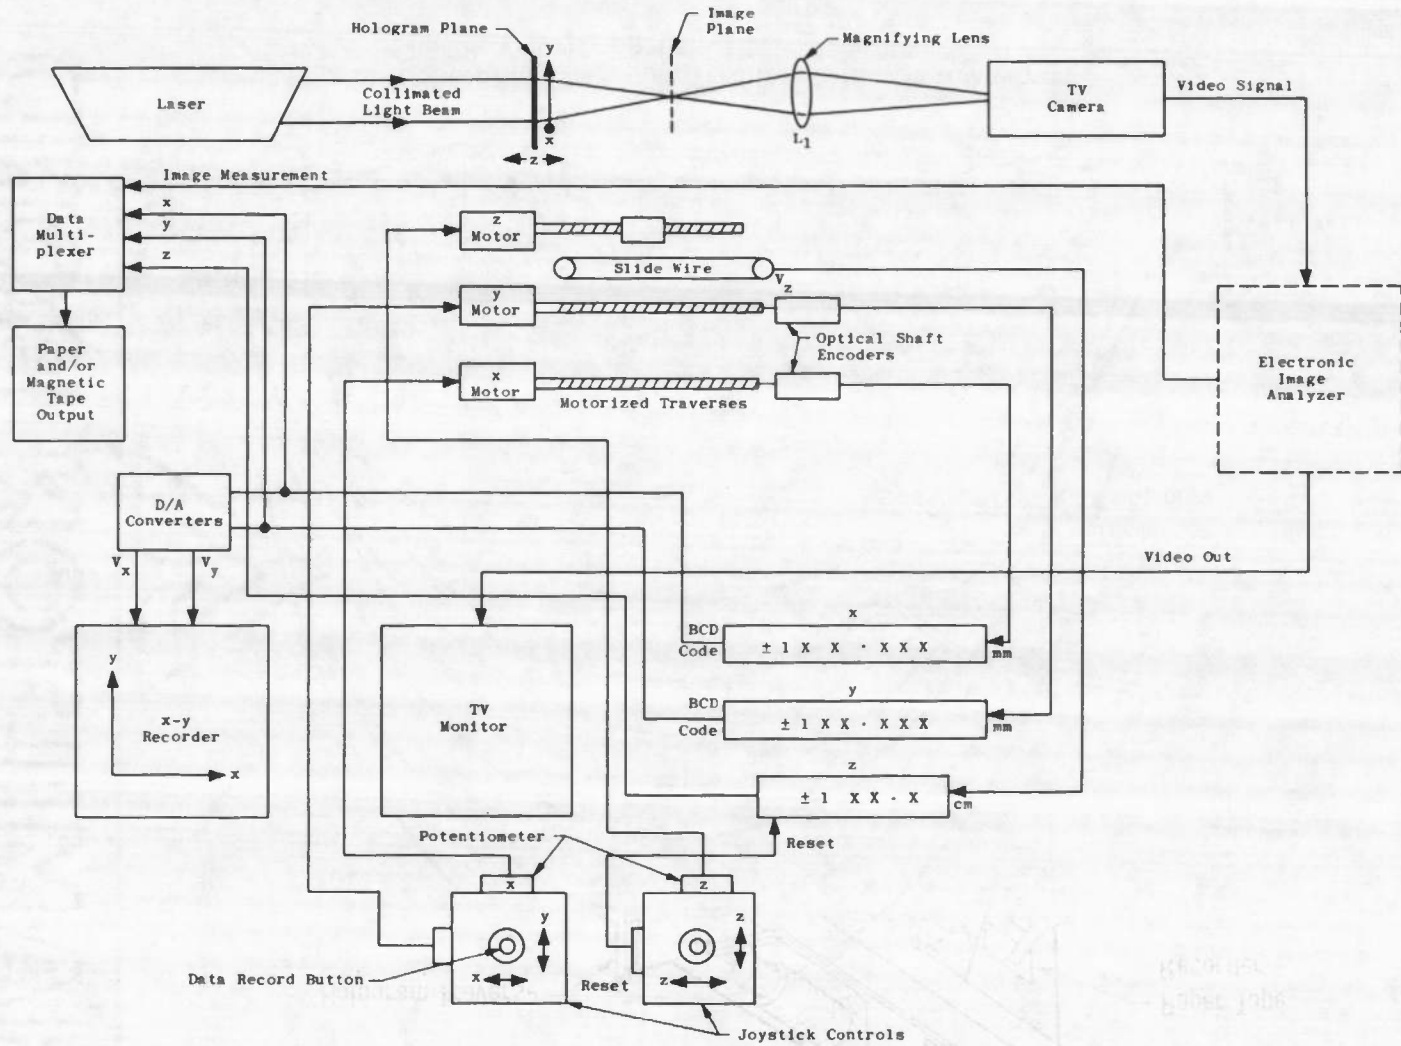 Image
Plane
Hologram Plane
Magnifying Lens
y
Laser
Collimated
Light Beam
TV
Camera
Video Signal
x
L1
z
Image Measurement
x
y
z
Data
Multi-
plexer
z
Motor
Slide Wire
Vz
y
Motor
Optical Shaft
Encoders
Paper
and/or
Magnetic
Tape
Output
x
Motor
Motorized Traverses
Electronic
Image
Analyzer
D/A
Converters
Vx
Vy
Video Out
x
BCD
Code
± 1 X X . X X X
mm
y
BCD
Code
± 1 X X . X X X
mm
y
x-y
Recorder
x
TV
Monitor
z
± 1 X X . X
cm
Potentiometer
Reset
x
z
y
z
Data Record Button
x
Reset
z
Joystick Controls